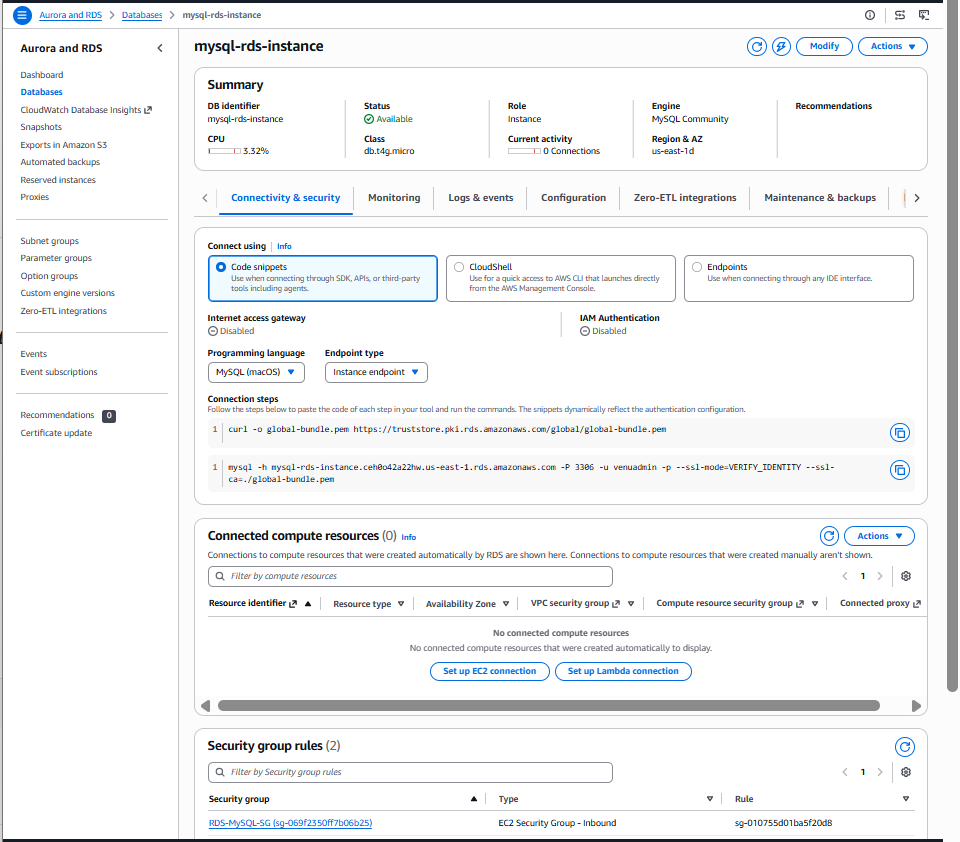 Aurora and RDS > Databases > mysql-rds-instance
Aurora and RDS
Dashboard
Databases
CloudWatch Database Insights
Snapshots
Exports in Amazon S3
Automated backups
Reserved instances
Proxies
Subnet groups
Parameter groups
Option groups
Custom engine versions
Zero-ETL integrations
Events
Event subscriptions
Recommendations 0
Certificate update
mysql-rds-instance
Modify
Actions
Summary
DB identifier
mysql-rds-instance
Status
Available
Role
Instance
Engine
MySQL Community
Recommendations
CPU
3.32%
Class
db.t4g.micro
Current activity
0 Connections
Region & AZ
us-east-1d
Connectivity & security
Monitoring
Logs & events
Configuration
Zero-ETL integrations
Maintenance & backups
Connect using | Info
Code snippets
Use when connecting through SDK, APIs, or third-party
tools including agents.
CloudShell
Use for a quick access to AWS CLI that launches directly
from the AWS Management Console.
Endpoints
Use when connecting through any IDE interface.
Internet access gateway
Disabled
IAM Authentication
Disabled
Programming language
MySQL (macOS)
Endpoint type
Instance endpoint
Connection steps
Follow the steps below to paste the code of each step in your tool and run the commands. The snippets dynamically reflect the authentication configuration.
1 curl -o global-bundle.pem https://truststore.pki.rds.amazonaws.com/global/global-bundle.pem
1 mysql -h mysql-rds-instance.ceh0o42a22hw.us-east-1.rds.amazonaws.com -P 3306 -u venuadmin -p --ssl-mode=VERIFY_IDENTITY --ssl-
ca=./global-bundle.pem
Connected compute resources (0) Info
Actions
Connections to compute resources that were created automatically by RDS are shown here. Connections to compute resources that were created manually aren't shown.
Filter by compute resources
1
Resource identifier
Resource type
Availability Zone
VPC security group
Compute resource security group
Connected proxy
No connected compute resources
No connected compute resources that were created automatically to display.
Set up EC2 connection
Set up Lambda connection
Security group rules (2)
Filter by Security group rules
1
Security group
Type
Rule
RDS-MySQL-SG (sg-069f2350ff7b06b25)
EC2 Security Group - Inbound
sg-010755d01ba5f20d8